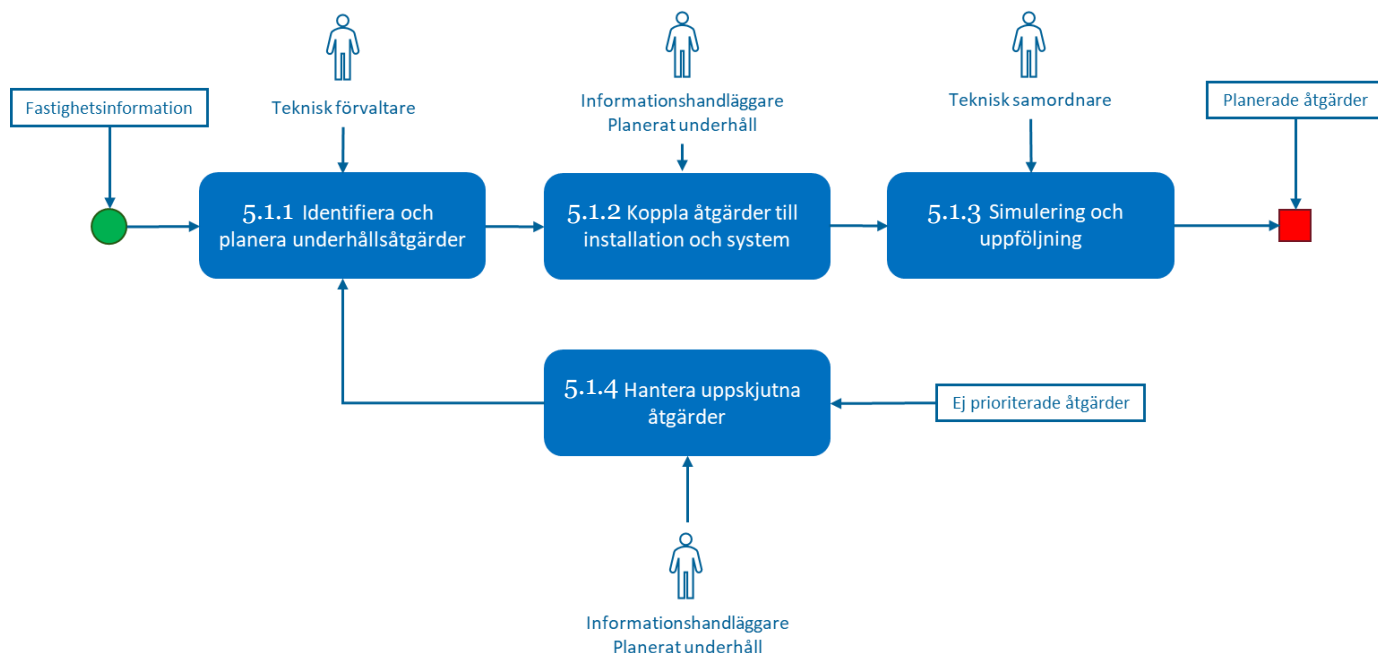 Teknisk förvaltare
Informationshandläggare
Planerat underhåll
Teknisk samordnare
Fastighetsinformation
Planerade åtgärder
5.1.1 Identifiera och
planera underhållsåtgärder
5.1.2 Koppla åtgärder till
installation och system
5.1.3 Simulering och
uppföljning
5.1.4 Hantera uppskjutna
åtgärder
Ej prioriterade åtgärder
Informationshandläggare
Planerat underhåll